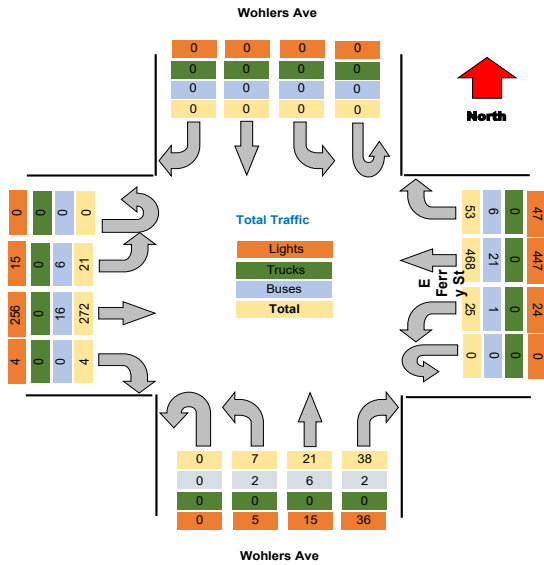 Wohlers Ave
0 0 0 0
0 0 0 0
0 0 0 0
0 0 0 0
North
0 0 0 0
15 0 6 21
256 0 16 272
4 0 0 4
Total Traffic
Lights
Trucks
Buses
Total
53 6 0 47
468 21 0 447
25 1 0 24
0 0 0 0
E
Ferr
y St
0 7 21 38
0 2 6 2
0 0 0 0
0 5 15 36
Wohlers Ave